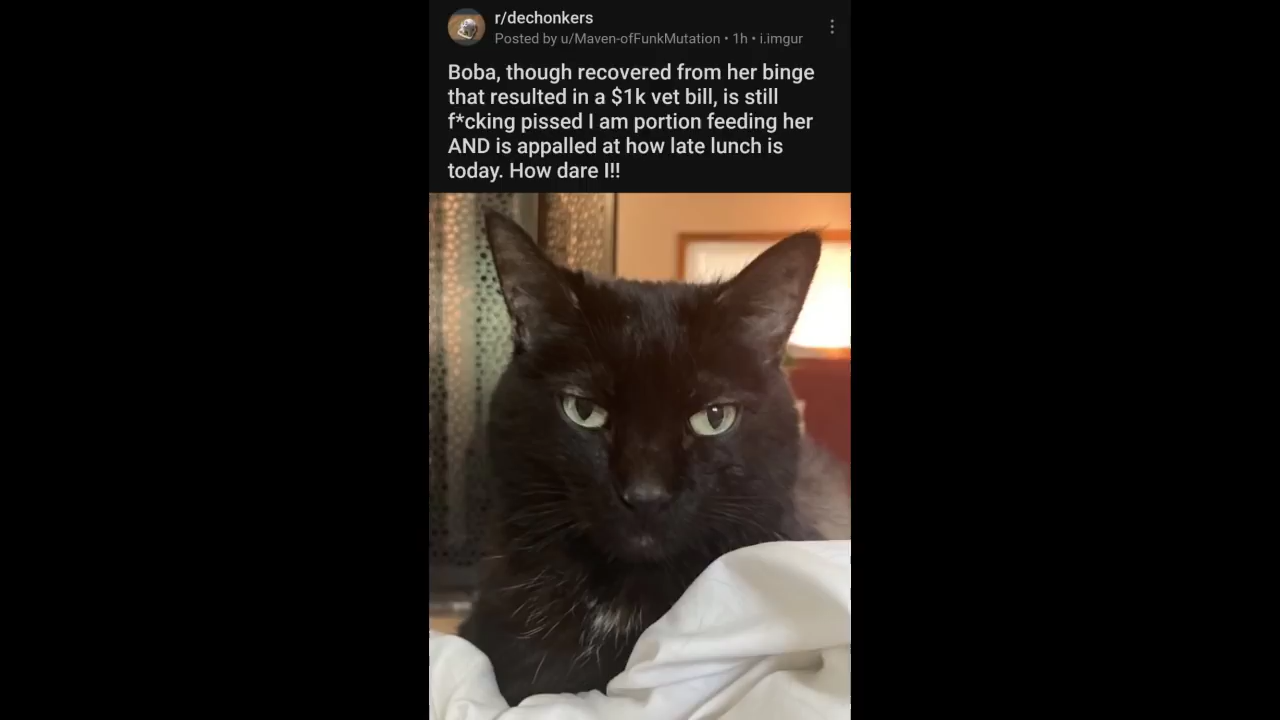 r/dechonkers
Posted by u/Maven-ofFunkMutation • 1h • i.imgur
Boba, though recovered from her binge
that resulted in a $1k vet bill, is still
f*cking pissed I am portion feeding her
AND is appalled at how late lunch is
today. How dare I!!